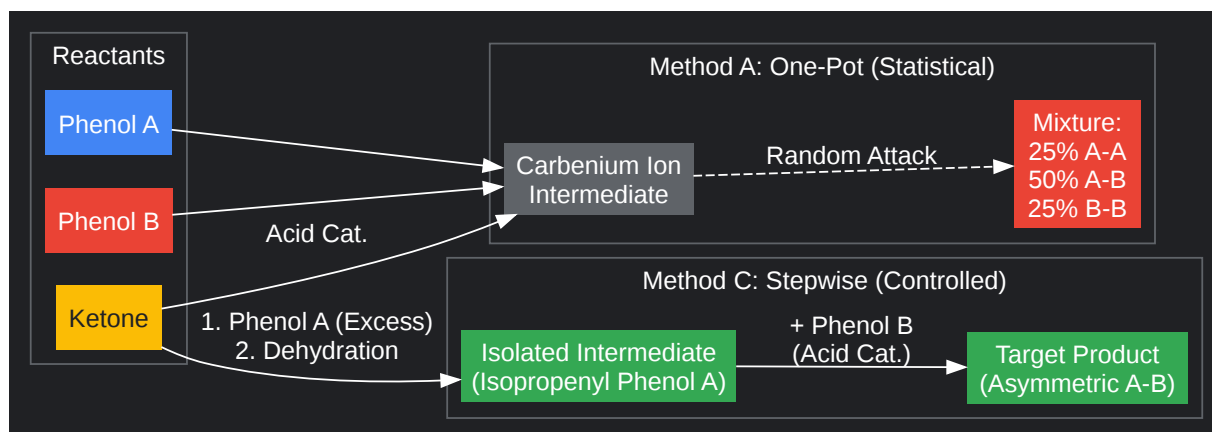 Reactants
Phenol A
Phenol B
Ketone
Acid Cat.
1. Phenol A (Excess)
2. Dehydration
Method A: One-Pot (Statistical)
Carbenium Ion
Intermediate
Random Attack
Mixture:
25% A-A
50% A-B
25% B-B
Method C: Stepwise (Controlled)
Isolated Intermediate
(Isopropenyl Phenol A)
+ Phenol B
(Acid Cat.)
Target Product
(Asymmetric A-B)